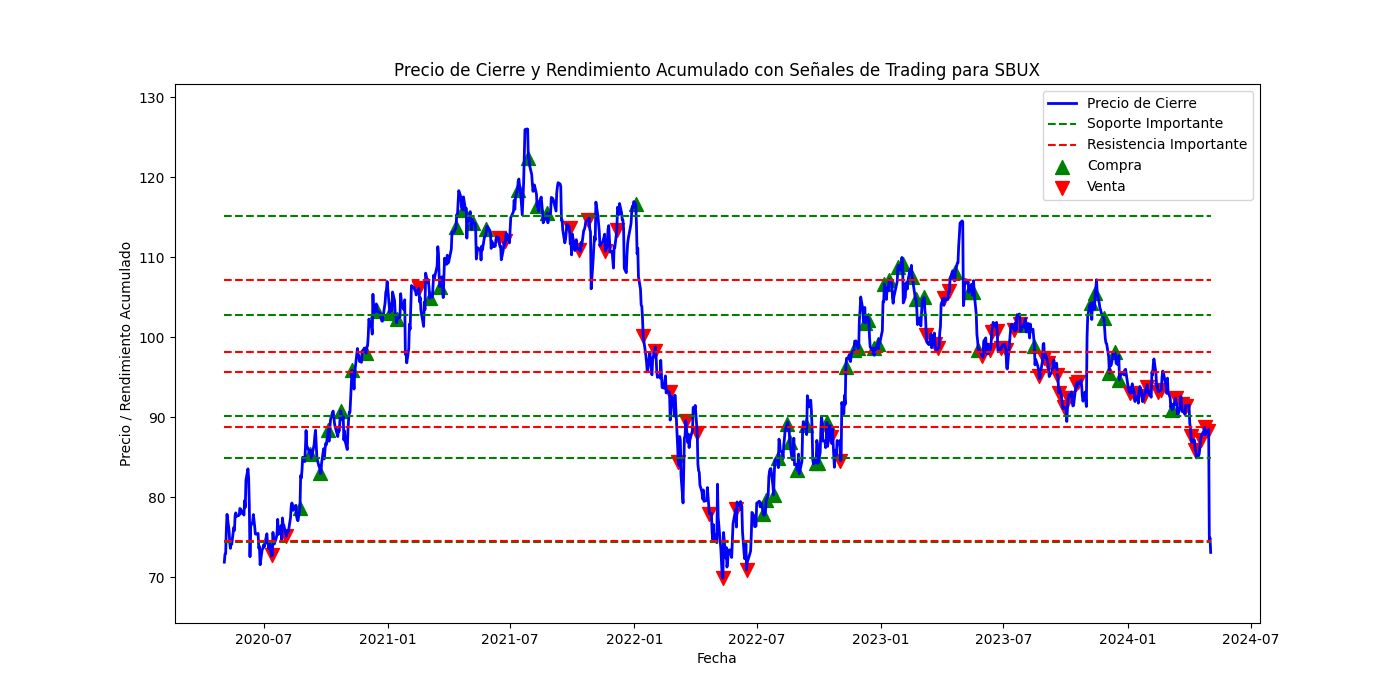 Precio de Cierre y Rendimiento Acumulado con Señales de Trading para SBUX
Precio / Rendimiento Acumulado
130
120
110
100
90
80
70
Precio de Cierre
Soporte Importante
Resistencia Importante
Compra
Venta
2020-07 2021-01 2021-07 2022-01 2022-07 2023-01 2023-07 2024-01 2024-07
Fecha